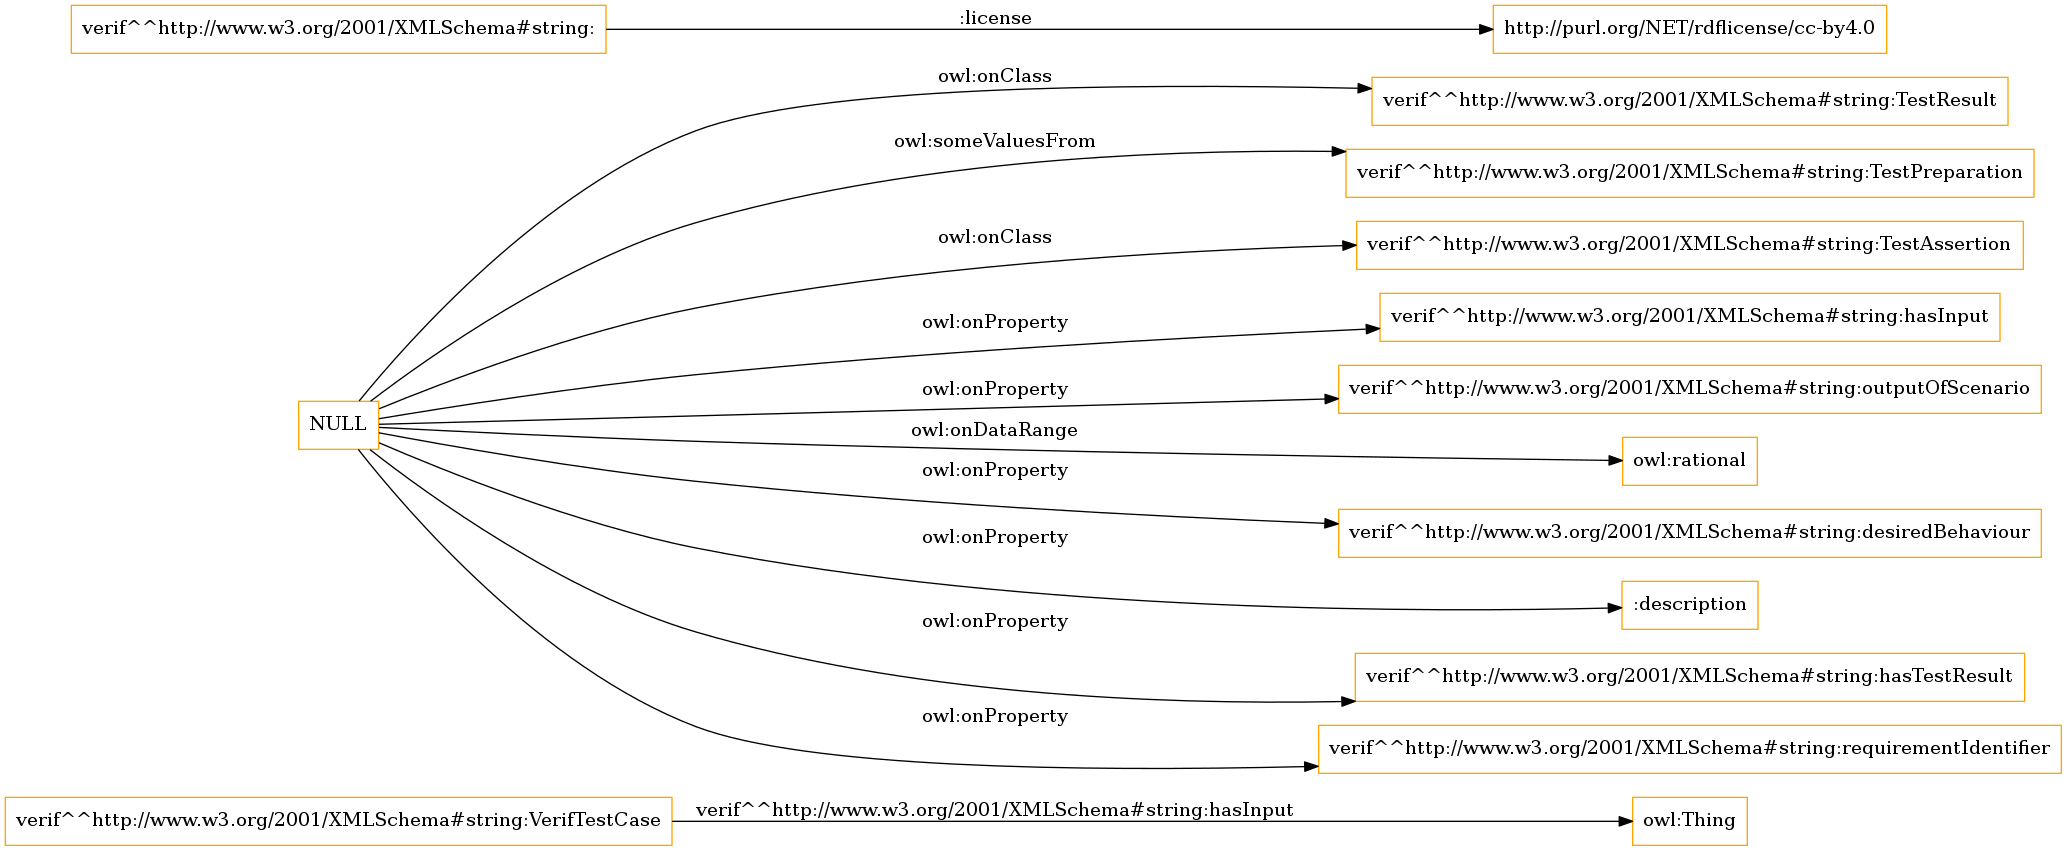 verif^^http://www.w3.org/2001/XMLSchema#string:
:license
http://purl.org/NET/rdflicense/cc-by4.0
owl:onClass
verif^^http://www.w3.org/2001/XMLSchema#string:TestResult
owl:someValuesFrom
verif^^http://www.w3.org/2001/XMLSchema#string:TestPreparation
owl:onClass
verif^^http://www.w3.org/2001/XMLSchema#string:TestAssertion
owl:onProperty
verif^^http://www.w3.org/2001/XMLSchema#string:hasInput
owl:onProperty
verif^^http://www.w3.org/2001/XMLSchema#string:outputOfScenario
NULL
owl:onDataRange
owl:rational
owl:onProperty
verif^^http://www.w3.org/2001/XMLSchema#string:desiredBehaviour
owl:onProperty
:description
owl:onProperty
verif^^http://www.w3.org/2001/XMLSchema#string:hasTestResult
owl:onProperty
verif^^http://www.w3.org/2001/XMLSchema#string:requirementIdentifier
verif^^http://www.w3.org/2001/XMLSchema#string:VerifTestCase
verif^^http://www.w3.org/2001/XMLSchema#string:hasInput
owl:Thing